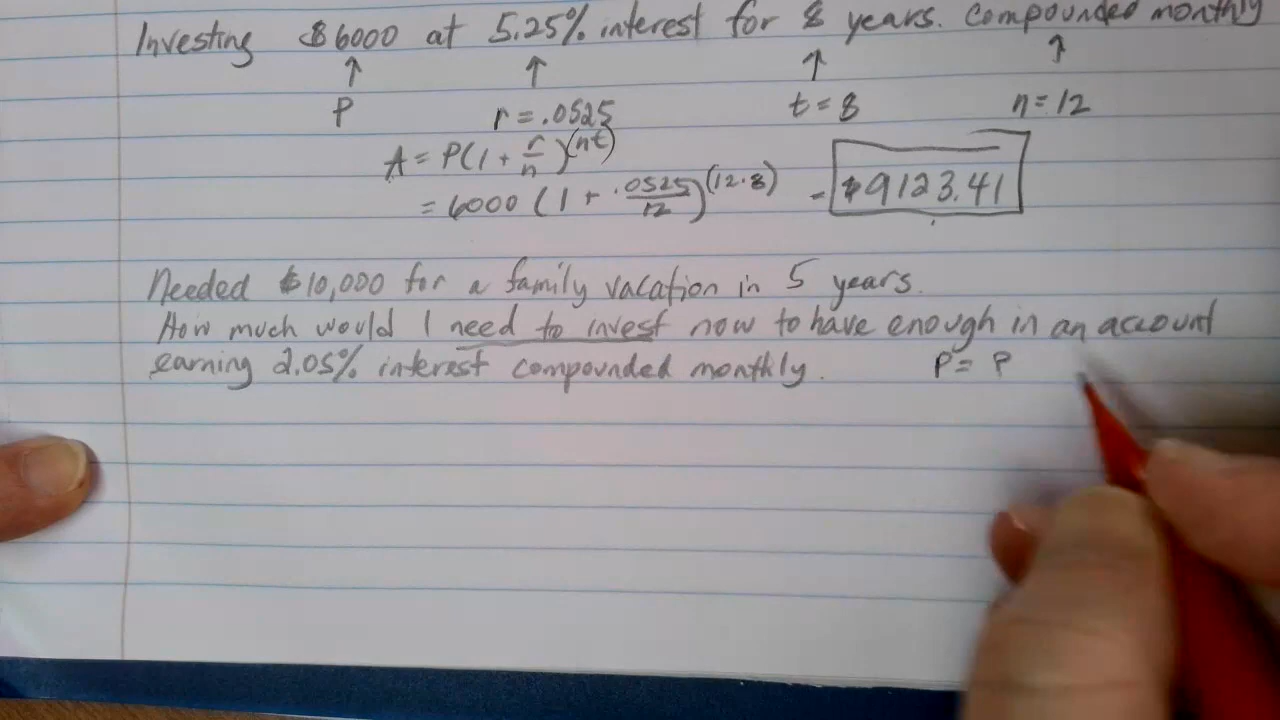 Investing $6000 at 5.25% interest for 8 years. compounded monthly
↑ ↑ ↑ ↑
P r = .0525 t = 8 n = 12
A = P(1 + r/n)^(nt)
= 6000 (1 + .0525/12)^(12·8) = $9123.41
Needed $10,000 for a family vacation in 5 years.
How much would I need to invest now to have enough in an account
earning 2.05% interest compounded monthly. P = P